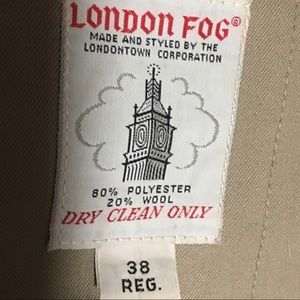 LONDON FOG®
MADE AND STYLED BY THE
LONDONTOWN CORPORATION
80% POLYESTER
20% WOOL
DRY CLEAN ONLY
38
REG.